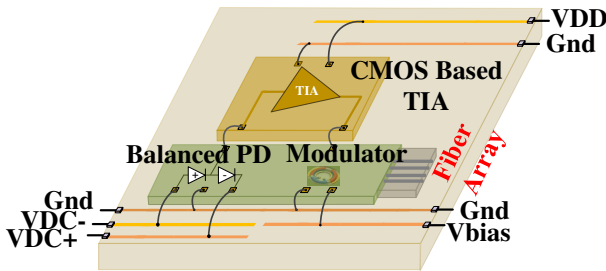 VDD
Gnd
CMOS Based
TIA
TIA
Balanced PD
Modulator
Fiber
Array
Gnd
VDC-
VDC+
Gnd
Vbias